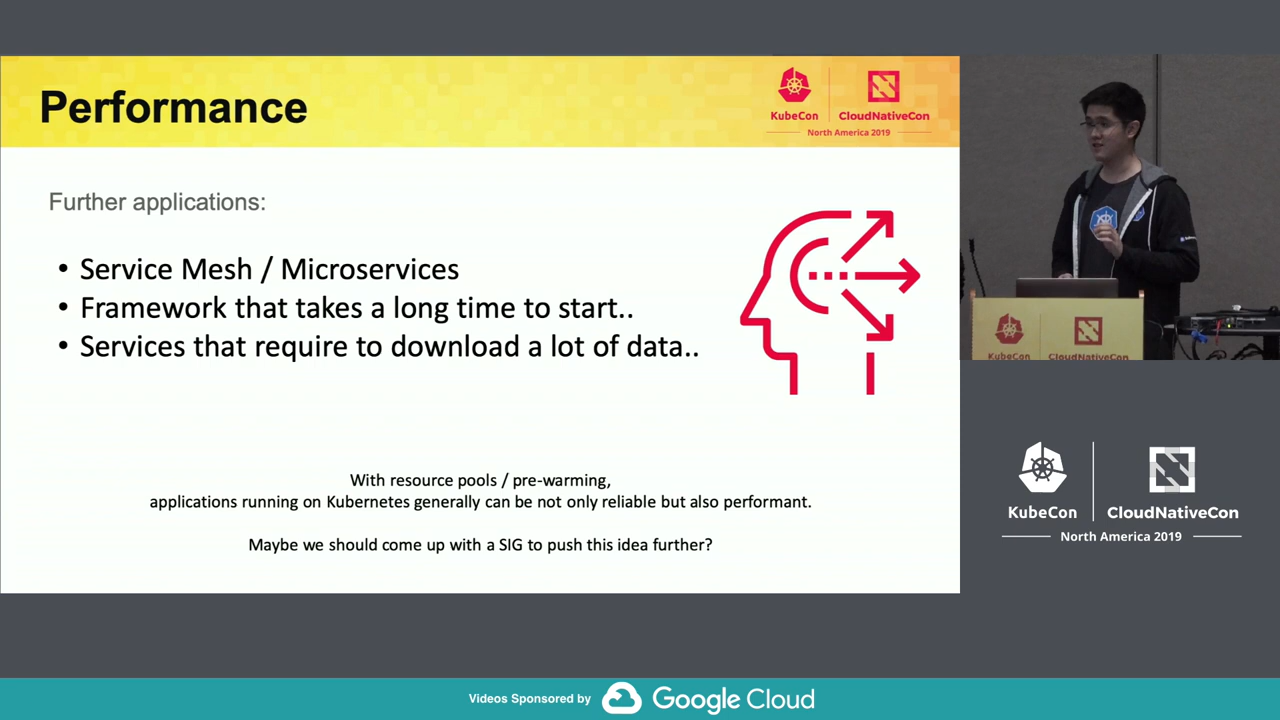 Performance
KubeCon
CloudNativeCon
North America 2019
Further applications:
• Service Mesh / Microservices
• Framework that takes a long time to start..
• Services that require to download a lot of data..
With resource pools / pre-warming,
applications running on Kubernetes generally can be not only reliable but also performant.
Maybe we should come up with a SIG to push this idea further?
KubeCon
CloudNativeCon
KubeCon
CloudNativeCon
North America 2019
Videos Sponsored by
Google Cloud